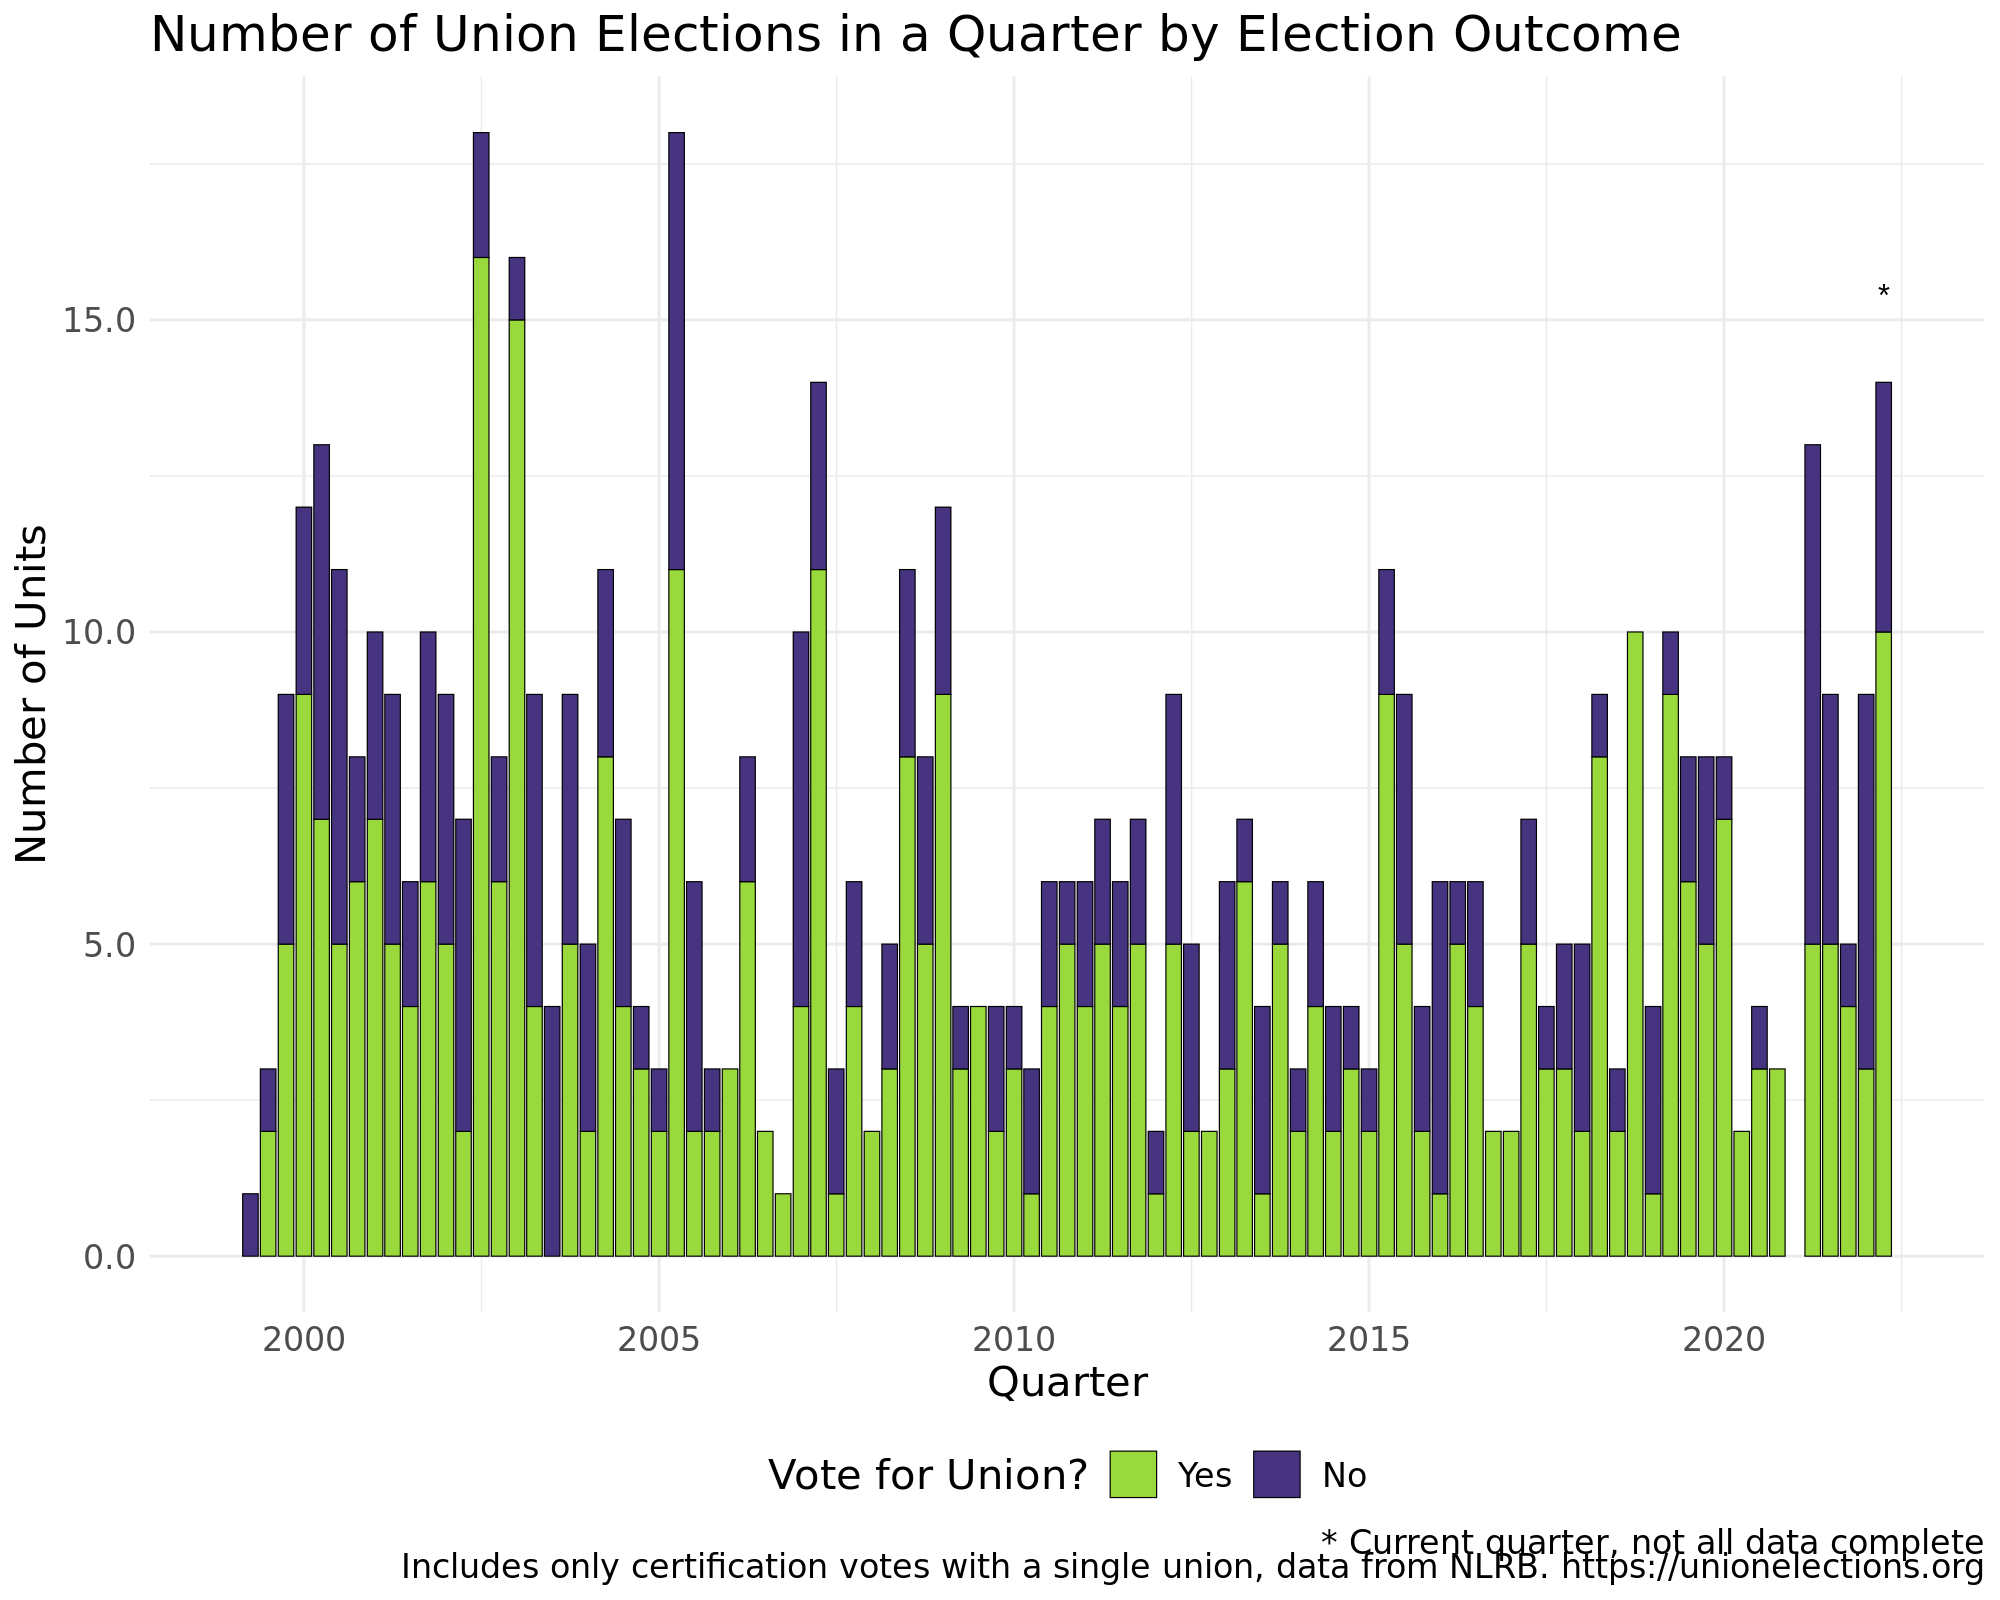 Number of Union Elections in a Quarter by Election Outcome
*
15.0
10.0
5.0
0.0
Number of Units
2000 2005 2010 2015 2020
Quarter
Vote for Union? Yes No
* Current quarter, not all data complete
Includes only certification votes with a single union, data from NLRB. https://unionelections.org